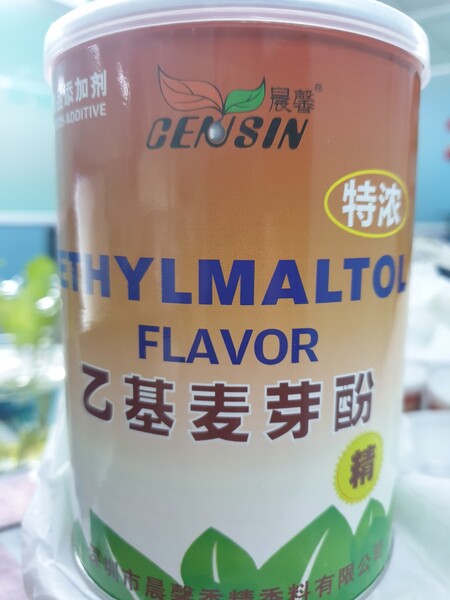 添加剂
ADDITIVE
晨馨®
CENSIN
特浓
ETHYLMALTOL
FLAVOR
乙基麦芽酚
精
圳市晨馨香精香料有限公司